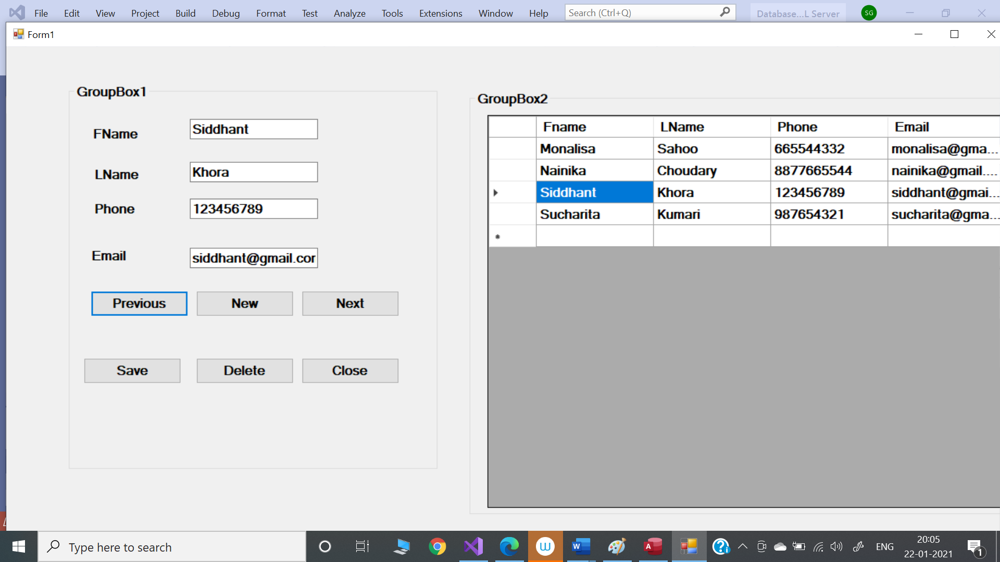 File Edit View Project Build Debug Format Test Analyze Tools Extensions Window Help Search (Ctrl+Q) Database...L Server SG
Form1
GroupBox1
FName Siddhant
LName Khora
Phone 123456789
Email siddhant@gmail.cor
Previous New Next
Save Delete Close
GroupBox2
Fname LName Phone Email
Monalisa Sahoo 665544332 monalisa@gma...
Nainika Choudary 8877665544 nainika@gmail....
Siddhant Khora 123456789 siddhant@gmai...
Sucharita Kumari 987654321 sucharita@gma...
Type here to search
ENG
20:05
22-01-2021
1